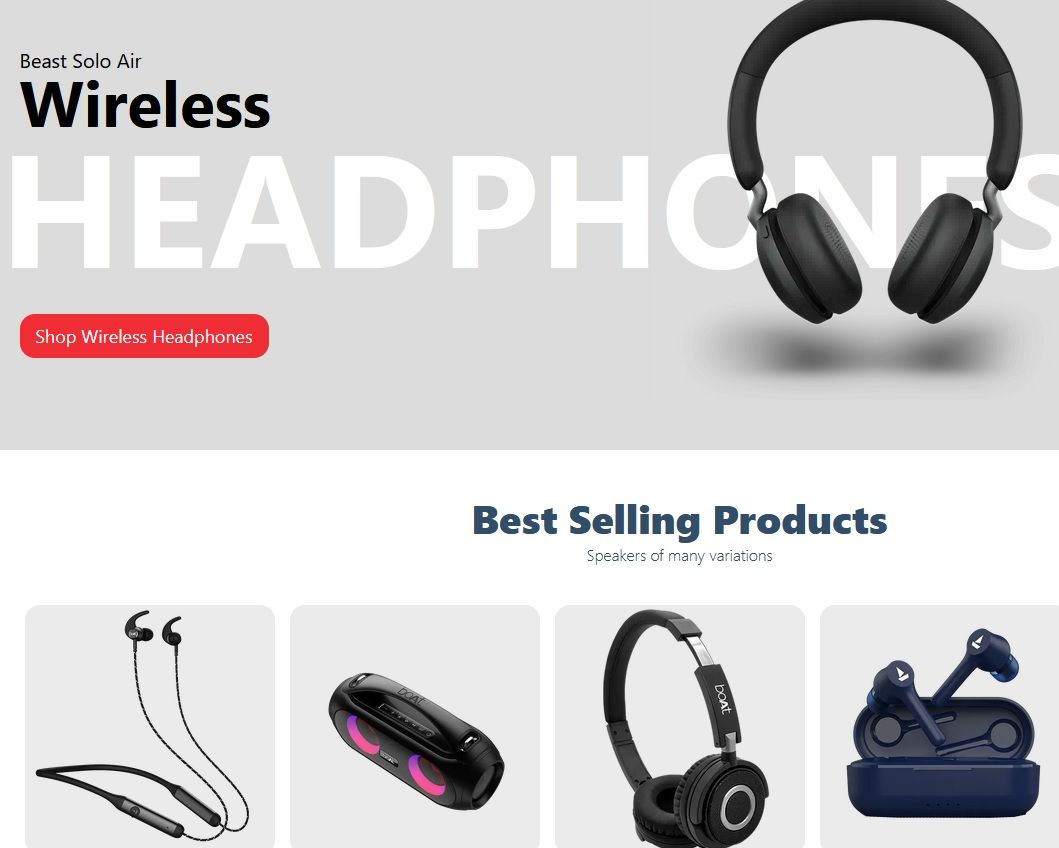 Beast Solo Air
Wireless
HEADPHONES
Shop Wireless Headphones
Best Selling Products
Speakers of many variations
boAt
boAt